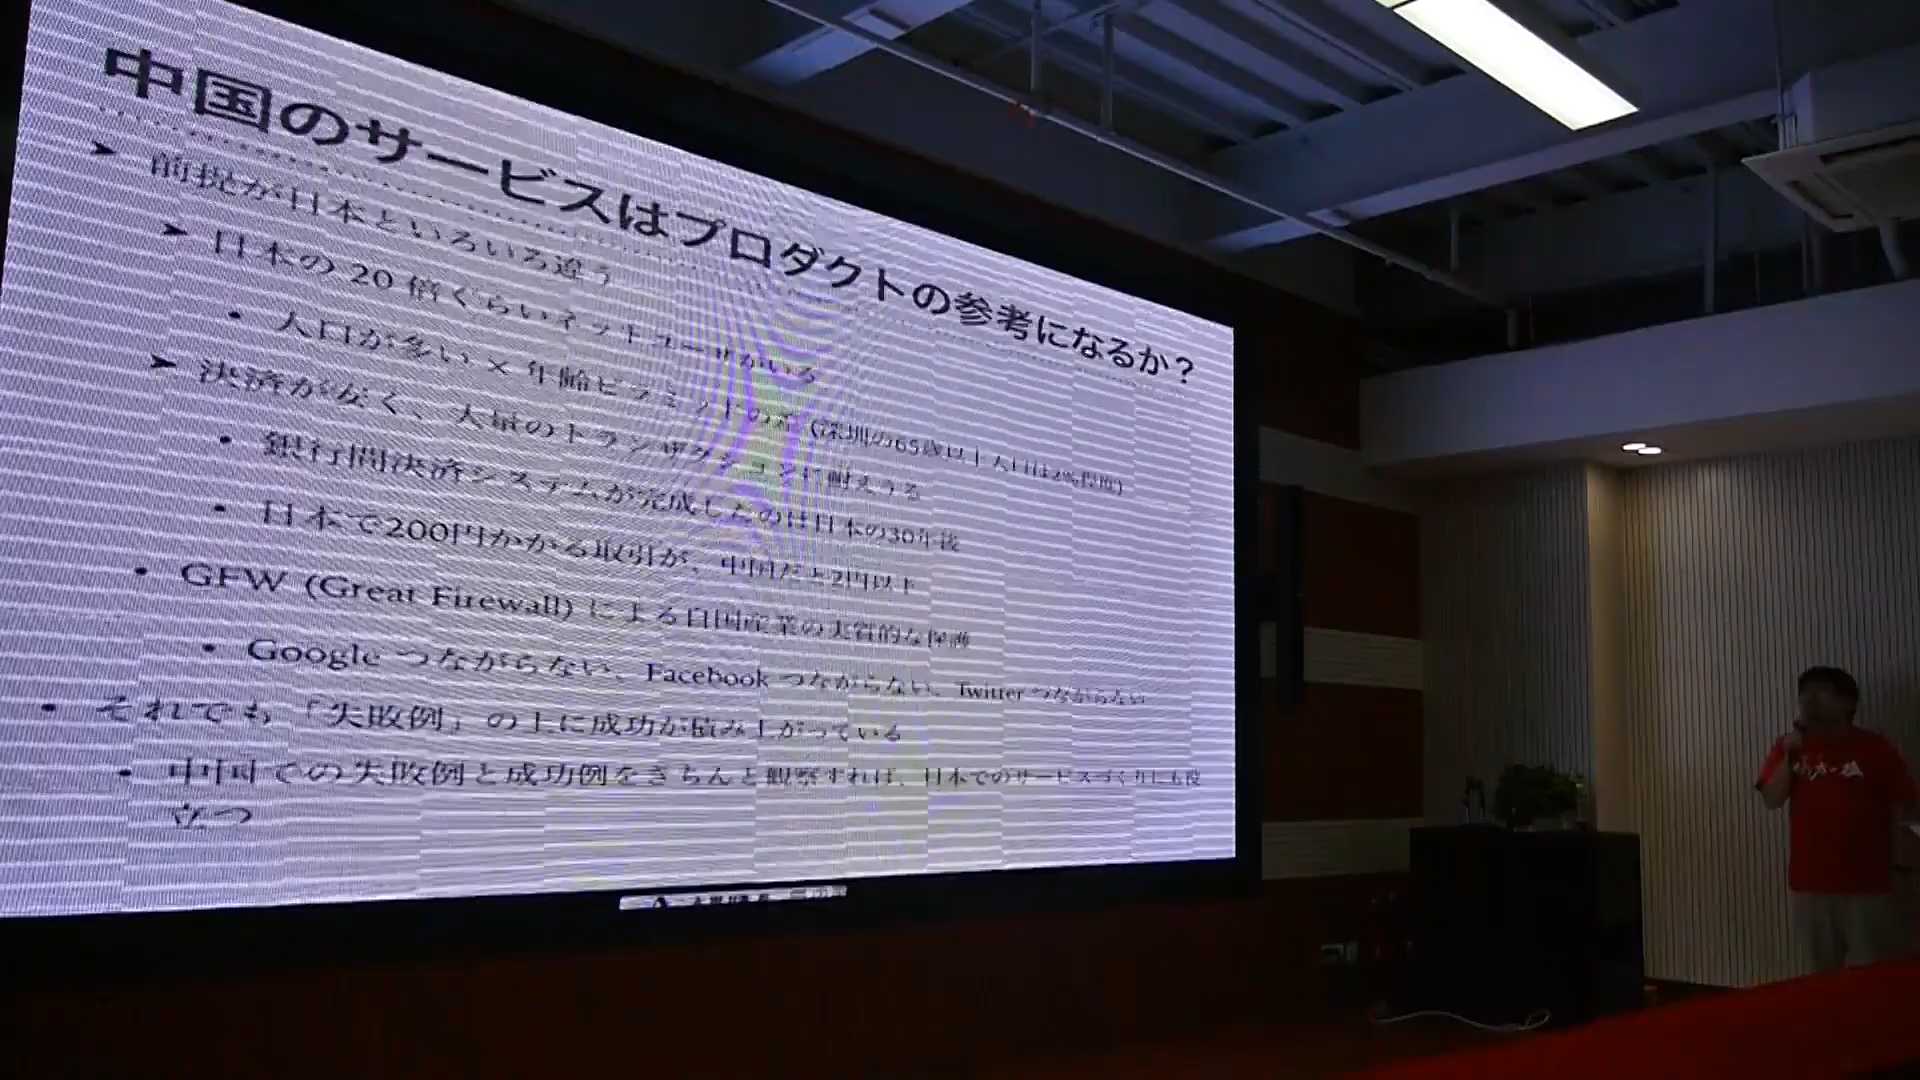 中国のサービスはプロダクトの参考になるか?
前提が日本といろいろ違う
日本の 20 倍ぐらいネットユーザがいる
人口が多い × 年齢ピラミッドの差 (深圳の65歳以上人口は2%程度)
決済が安く、大量のトランザクションに耐えうる
銀行間決済システムが完成したのは日本の30年後
日本で200円かかる取引が、中国だと2円以下
GFW (Great Firewall) による自国産業の実質的な保護
Google つながらない、Facebook つながらない、Twitter つながらない
それでも「失敗例」の上に成功が積み上がっている
中国での失敗例と成功例をきちんと観察すれば、日本でのサービスづくりにも役
立つ